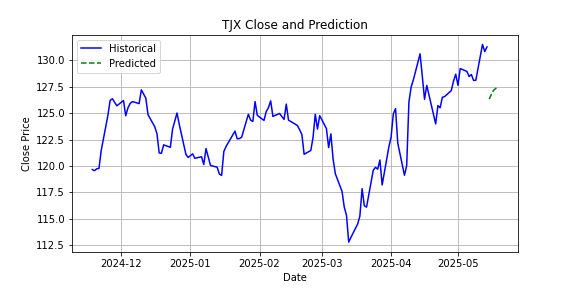 TJX Close and Prediction
Historical
Predicted
Close Price
130.0
127.5
125.0
122.5
120.0
117.5
115.0
112.5
2024-12 2025-01 2025-02 2025-03 2025-04 2025-05
Date